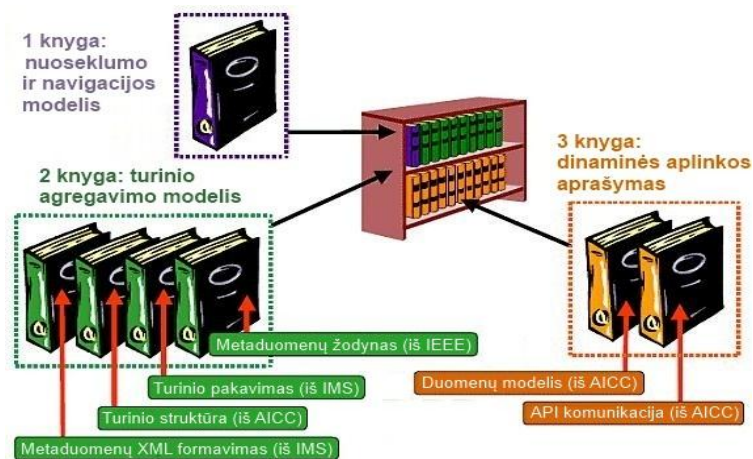 1 knyga:
nuoseklumo
ir navigacijos
modelis
2 knyga: turinio
agregavimo modelis
3 knyga:
dinaminės aplinkos
aprašymas
Metaduomenų žodynas (iš IEEE)
Turinio pakavimas (iš IMS)
Turinio struktūra (iš AICC)
Metaduomenų XML formavimas (iš IMS)
Duomenų modelis (iš AICC)
API komunikacija (iš AICC)